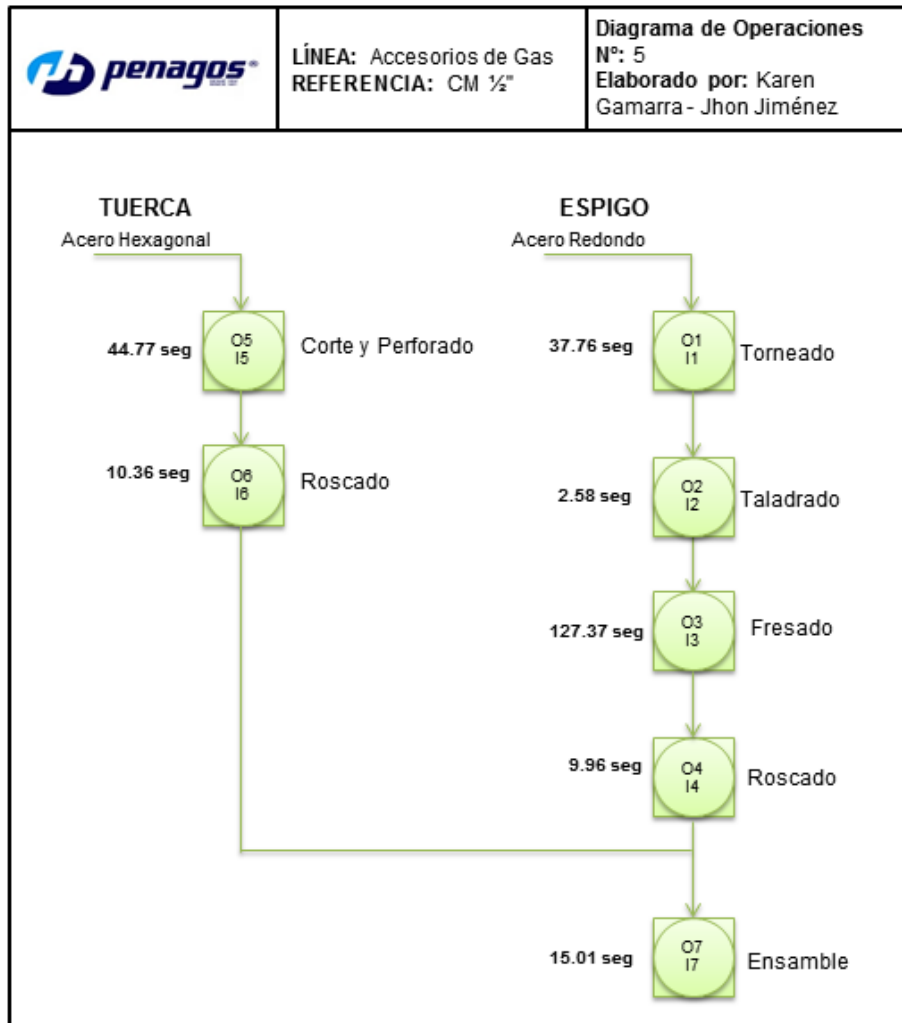 penagos
LÍNEA: Accesorios de Gas
REFERENCIA: CM ½"
Diagrama de Operaciones
Nº: 5
Elaborado por: Karen
Gamarra - Jhon Jiménez
TUERCA
Acero Hexagonal
44.77 seg
O5
I5
Corte y Perforado
10.36 seg
O6
I6
Roscado
ESPIGO
Acero Redondo
37.76 seg
O1
I1
Torneado
2.58 seg
O2
I2
Taladrado
127.37 seg
O3
I3
Fresado
9.96 seg
O4
I4
Roscado
15.01 seg
O7
I7
Ensamble